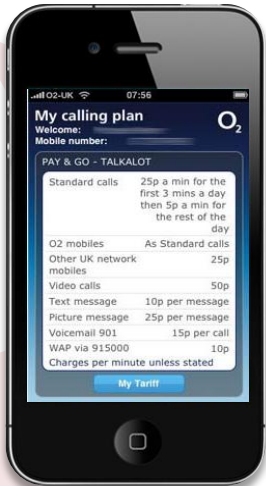 O2-UK 07:56
My calling plan
O2
Welcome:
Mobile number:
PAY & GO - TALKALOT
Standard calls 25p a min for the
first 3 mins a day
then 5p a min for
the rest of the
day
O2 mobiles As Standard calls
Other UK network 25p
mobiles
Video calls 50p
Text message 10p per message
Picture message 25p per message
Voicemail 901 15p per call
WAP via 915000 10p
Charges per minute unless stated
My Tariff